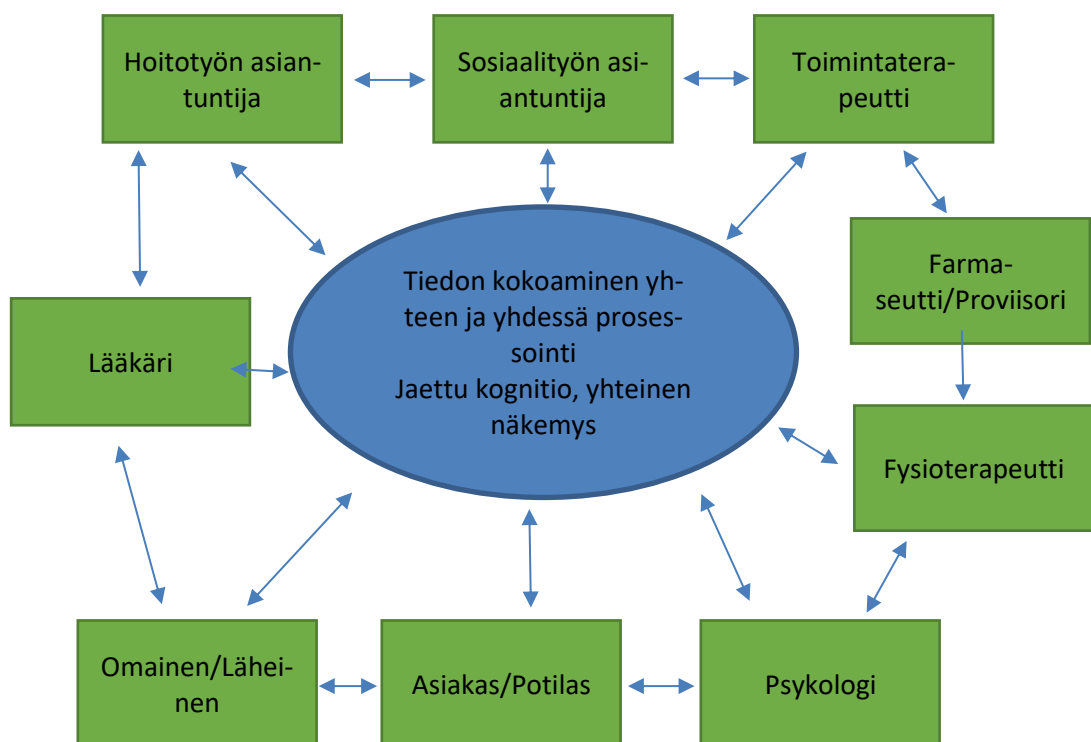 Hoitotyön asian-
tuntija
Sosiaalityön asi-
antuntija
Toimintatera-
peutti
Farma-
seutti/Proviisori
Tiedon kokoaminen yh-
teen ja yhdessä proses-
sointi
Jaettu kognitio, yhteinen
näkemys
Lääkäri
Fysioterapeutti
Omainen/Lähei-
nen
Asiakas/Potilas
Psykologi